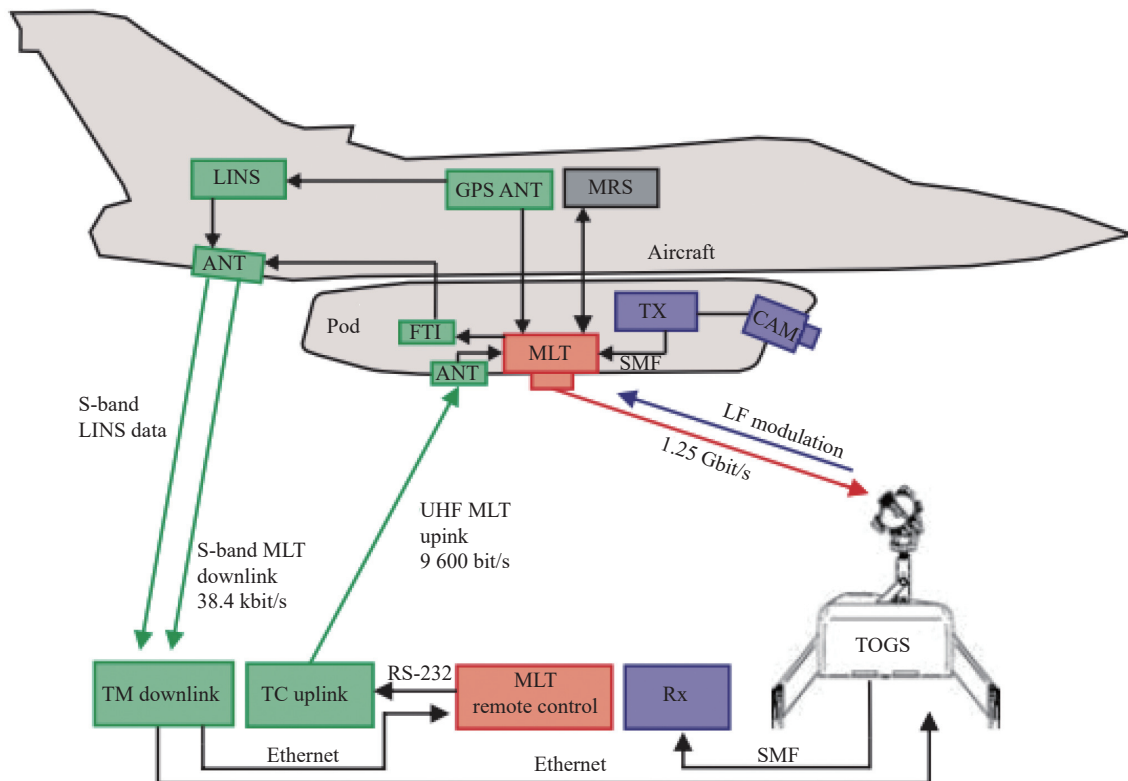 LINS
GPS ANT
MRS
ANT
Aircraft
Pod
FTI
TX
CAM
MLT
SMF
ANT
S-band
LINS data
LF modulation
1.25 Gbit/s
UHF MLT
upink
9 600 bit/s
S-band MLT
downlink
38.4 kbit/s
TOGS
TM downlink
TC uplink
RS-232
MLT
remote control
Rx
Ethernet
Ethernet
SMF